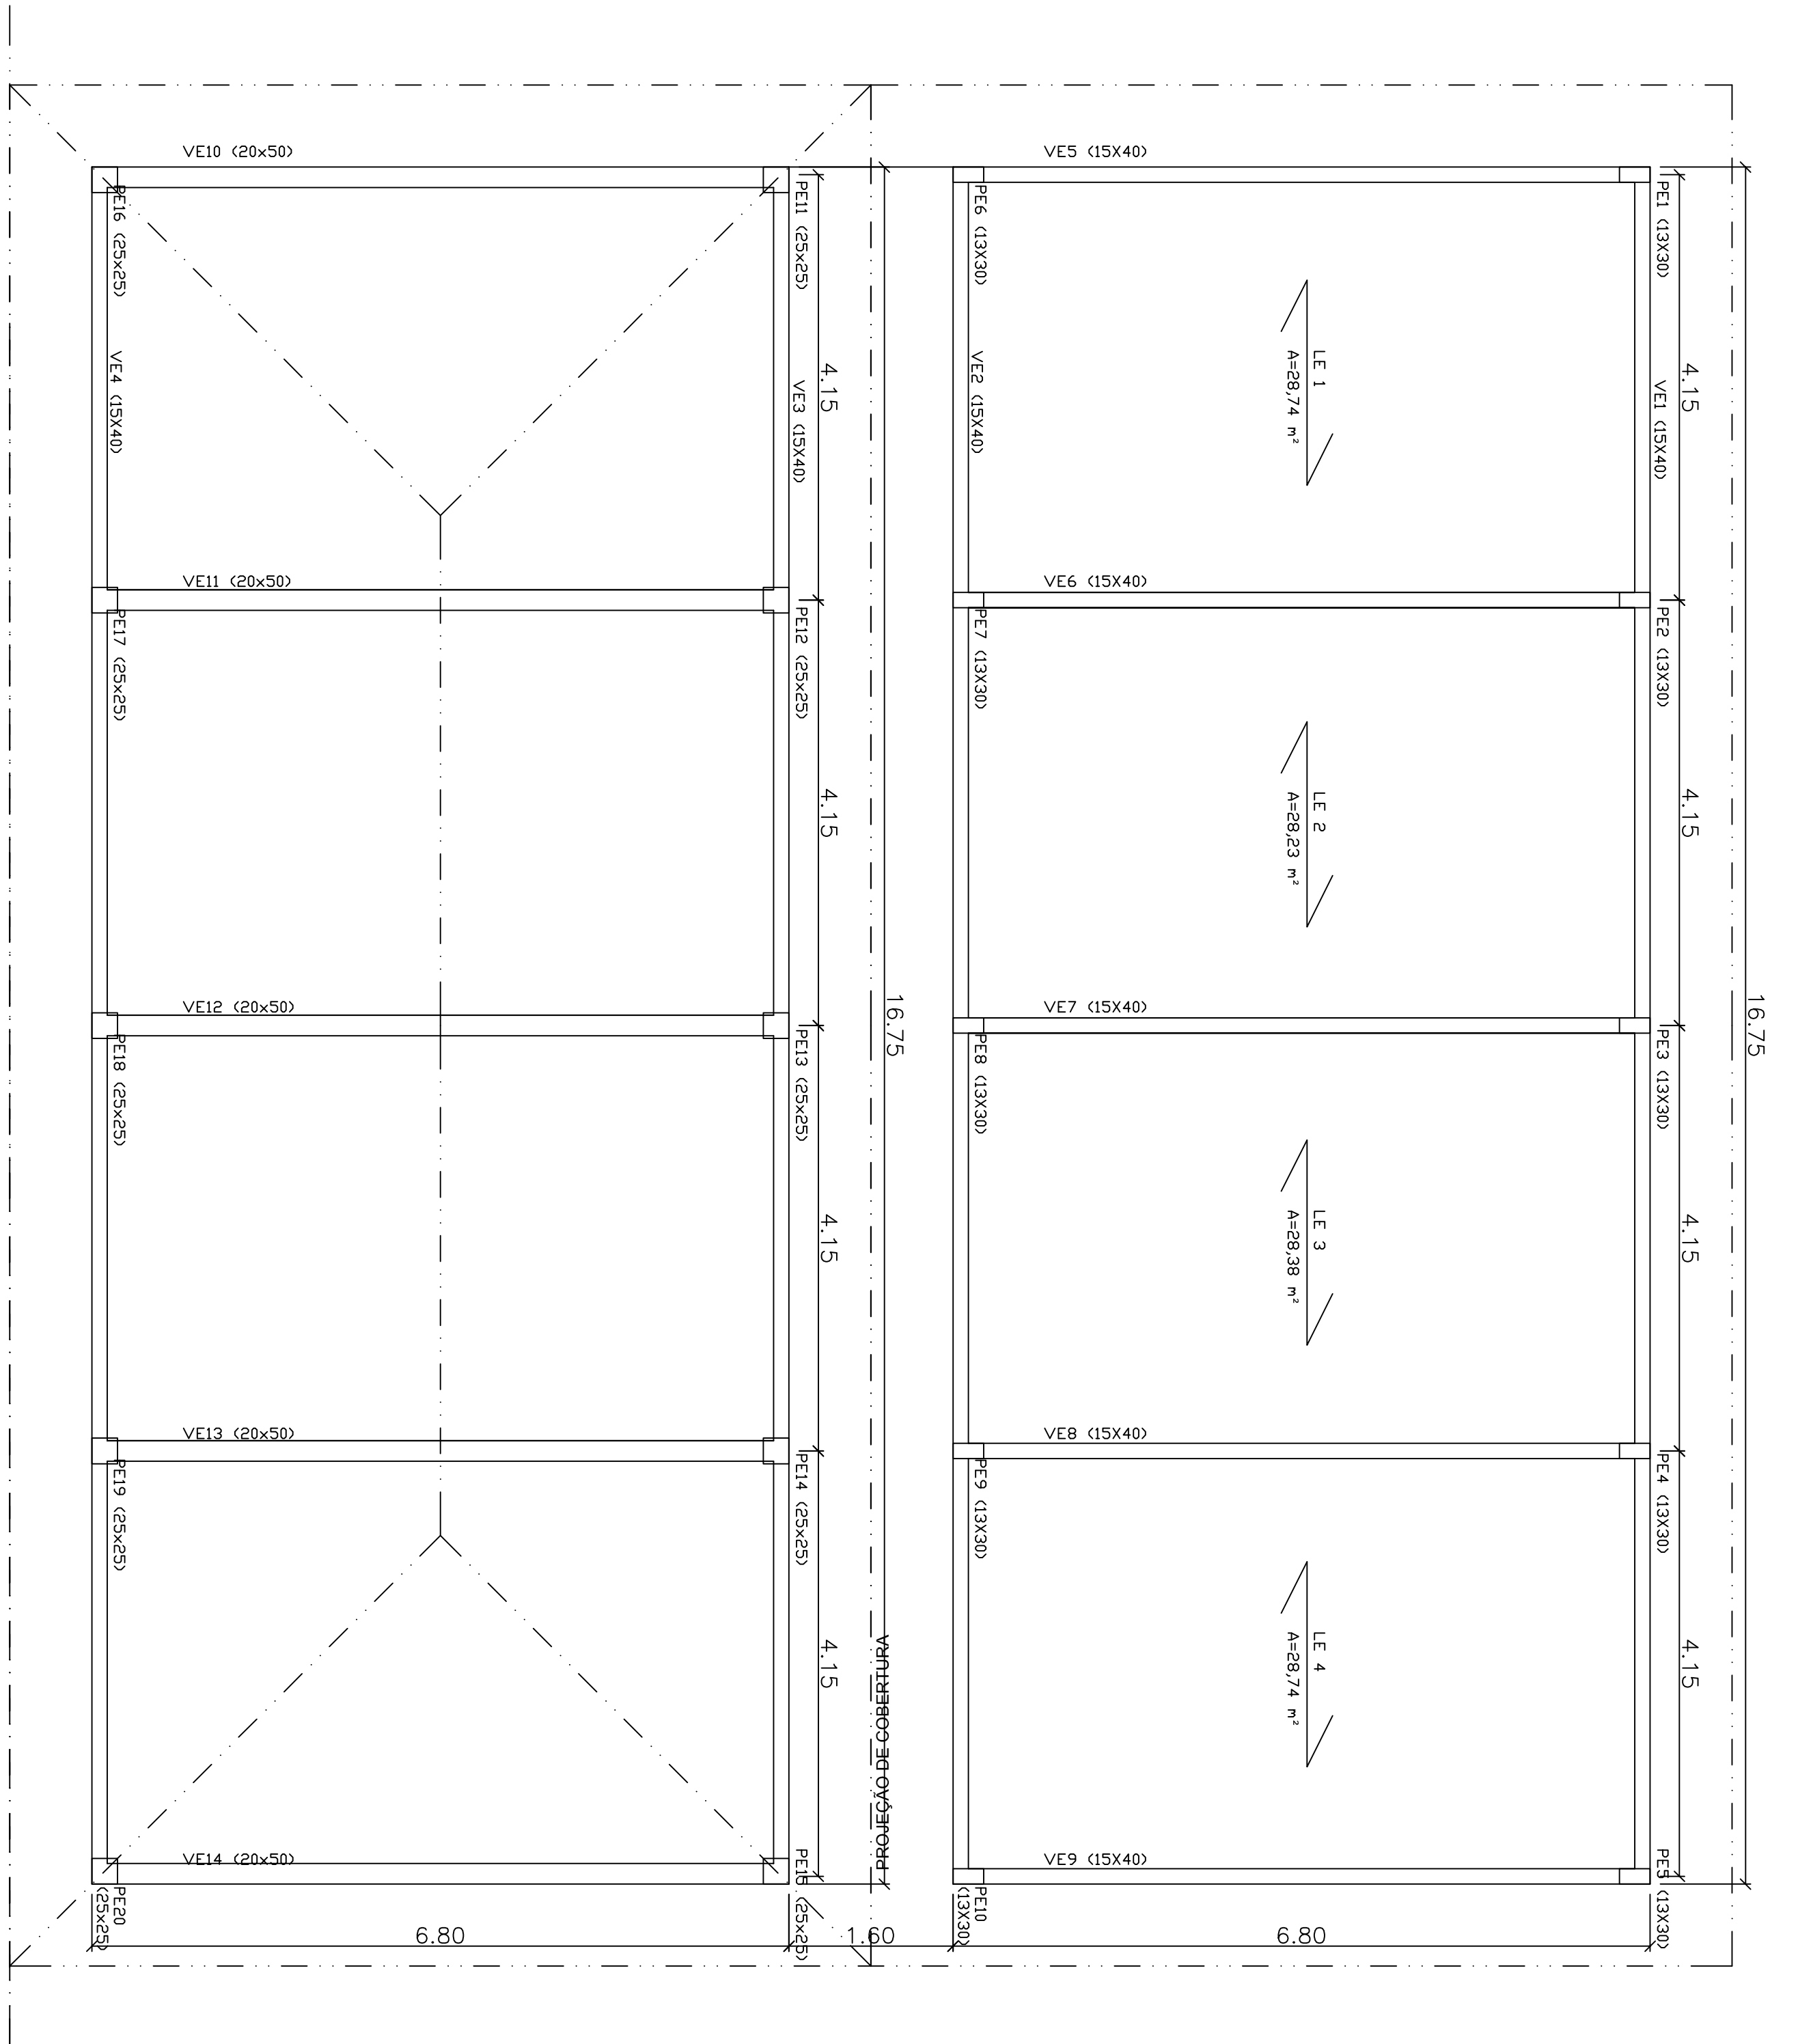 VE10 (20x50)
VE5 (15X40)
PE16 (25x25)
PE11 (25x25)
PE6 (13X30)
PE1 (13X30)
VE4 (15X40)
VE3 (15X40)
4.15
VE2 (15X40)
LE 1
A=28,74 m²
VE1 (15X40)
4.15
VE11 (20x50)
VE6 (15X40)
PE17 (25x25)
PE12 (25x25)
PE7 (13X30)
PE2 (13X30)
4.15
LE 2
A=28,23 m²
4.15
VE12 (20x50)
16.75
VE7 (15X40)
16.75
PE18 (25x25)
PE13 (25x25)
PE8 (13X30)
PE3 (13X30)
4.15
LE 3
A=28,38 m²
4.15
VE13 (20x50)
VE8 (15X40)
PE19 (25x25)
PE14 (25x25)
PE9 (13X30)
PE4 (13X30)
4.15
PROJEÇÃO DE COBERTURA
LE 4
A=28,74 m²
4.15
VE14 (20x50)
VE9 (15X40)
PE20
(25x25)
PE15 (25x25)
PE10
(13X30)
PE5 (13X30)
6.80
1.60
6.80